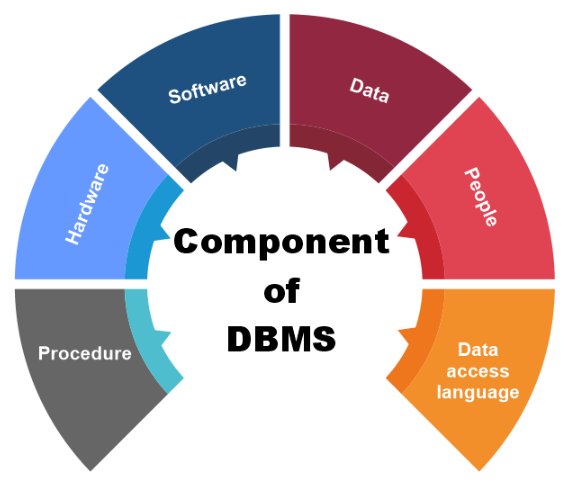 Software
Data
Hardware
People
Component
of
DBMS
Procedure
Data
access
language